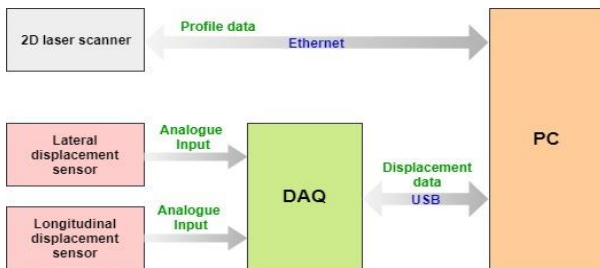 2D laser scanner
Profile data
Ethernet
PC
Lateral
displacement
sensor
Analogue
Input
DAQ
Displacement
data
USB
Longitudinal
displacement
sensor
Analogue
Input